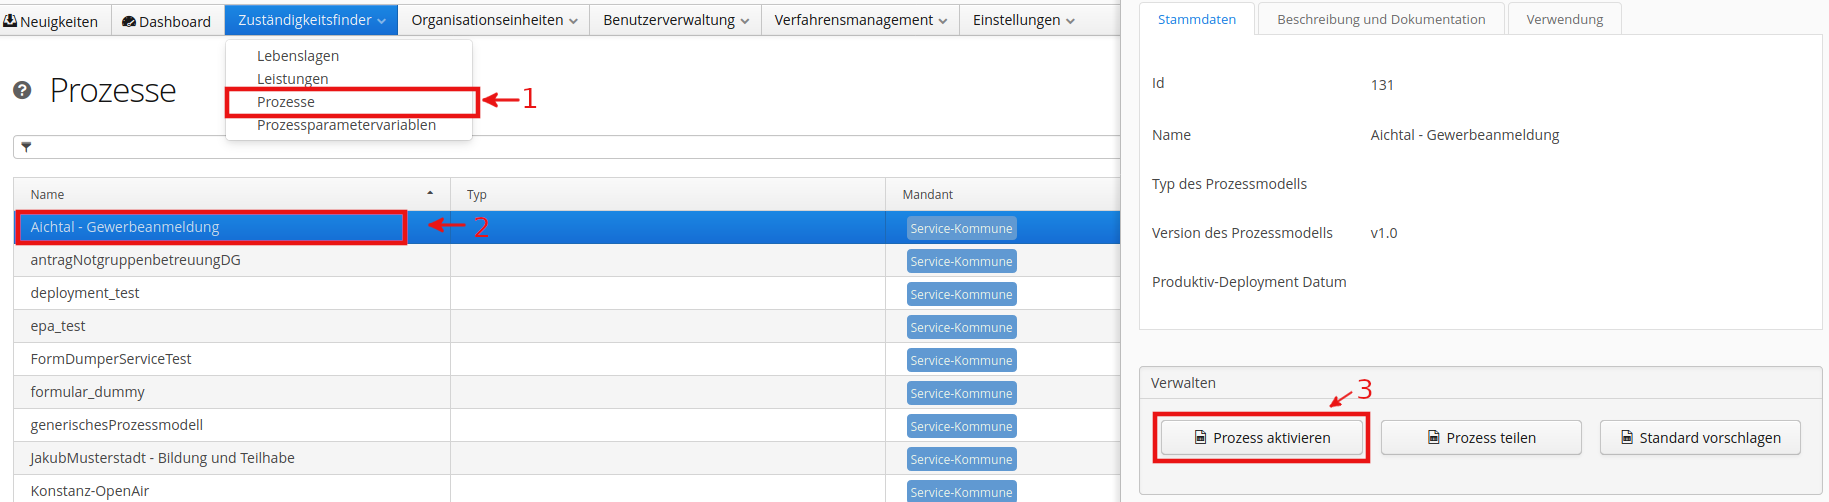 Neuigkeiten Dashboard Zuständigkeitsfinder Organisationseinheiten Benutzerverwaltung Verfahrensmanagement Einstellungen
Lebenslagen
Leistungen
Prozesse
Prozessparametervariablen
1
Prozesse
Name Typ Mandant
Aichtal - Gewerbeanmeldung Service-Kommune
2
antragNotgruppenbetreuungDG Service-Kommune
deployment_test Service-Kommune
epa_test Service-Kommune
FormDumperServiceTest Service-Kommune
formular_dummy Service-Kommune
generischesProzessmodell Service-Kommune
JakubMusterstadt - Bildung und Teilhabe Service-Kommune
Konstanz-OpenAir Service-Kommune
Stammdaten Beschreibung und Dokumentation Verwendung
Id 131
Name Aichtal - Gewerbeanmeldung
Typ des Prozessmodells
Version des Prozessmodells v1.0
Produktiv-Deployment Datum
Verwalten
3
Prozess aktivieren Prozess teilen Standard vorschlagen